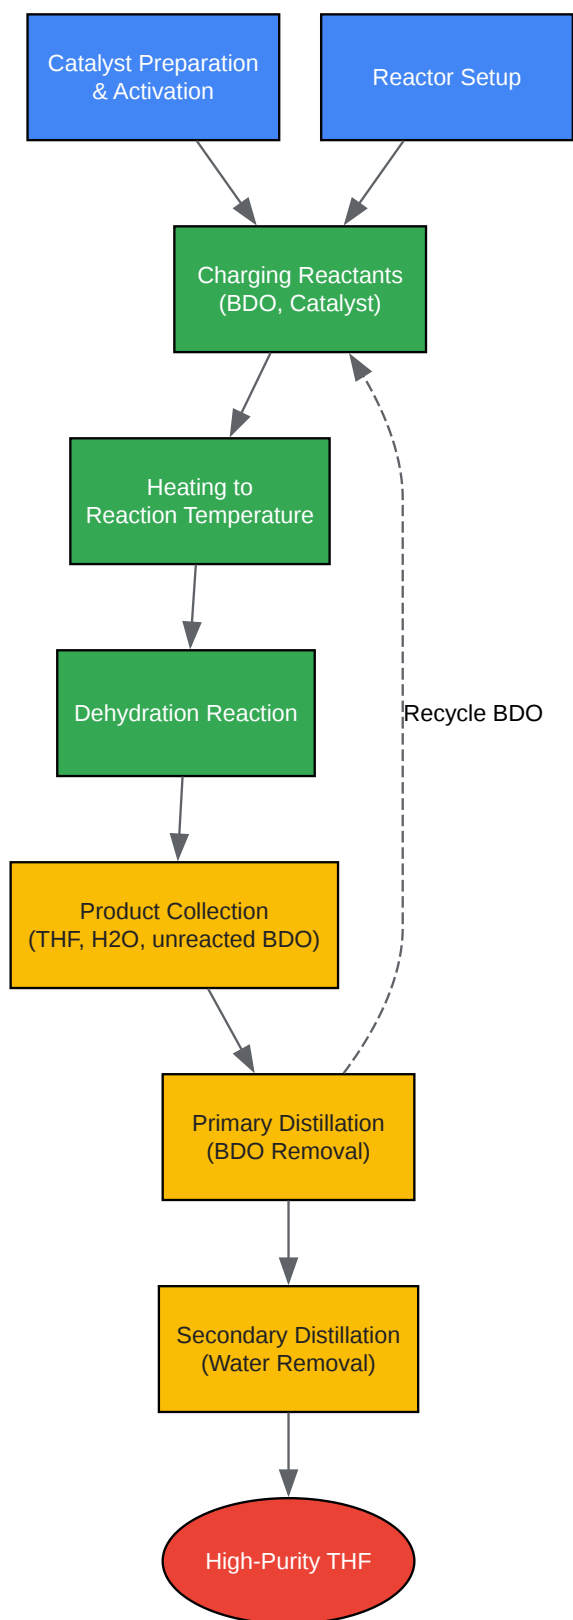 Catalyst Preparation
& Activation
Reactor Setup
Charging Reactants
(BDO, Catalyst)
Heating to
Reaction Temperature
Dehydration Reaction
Recycle BDO
Product Collection
(THF, H2O, unreacted BDO)
Primary Distillation
(BDO Removal)
Secondary Distillation
(Water Removal)
High-Purity THF